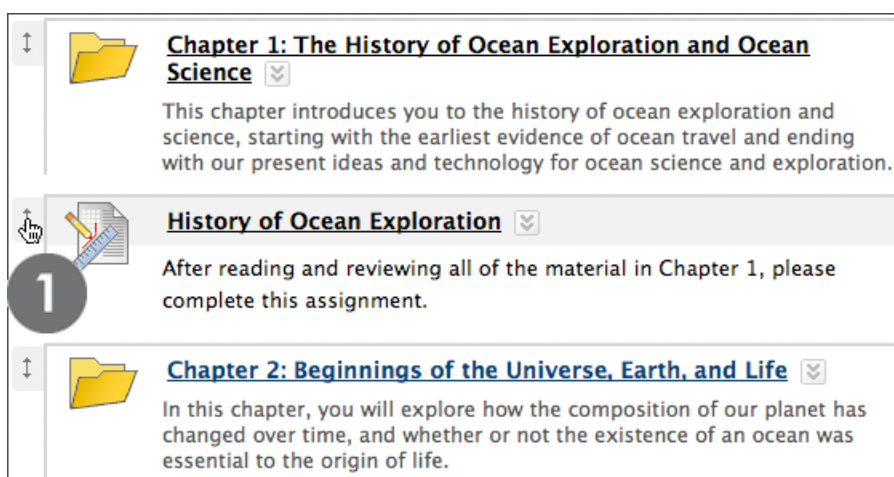 Chapter 1: The History of Ocean Exploration and Ocean
Science
This chapter introduces you to the history of ocean exploration and
science, starting with the earliest evidence of ocean travel and ending
with our present ideas and technology for ocean science and exploration.
History of Ocean Exploration
After reading and reviewing all of the material in Chapter 1, please
complete this assignment.
1
Chapter 2: Beginnings of the Universe, Earth, and Life
In this chapter, you will explore how the composition of our planet has
changed over time, and whether or not the existence of an ocean was
essential to the origin of life.